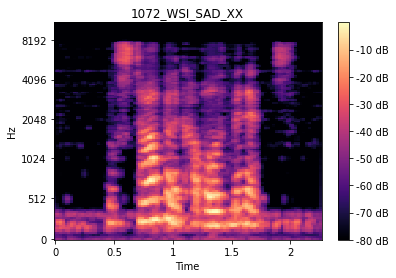 1072_WSI_SAD_XX
8192
4096
2048
1024
512
0
Hz
0
0.5
1
1.5
2
Time
-10 dB
-20 dB
-30 dB
-40 dB
-50 dB
-60 dB
-70 dB
-80 dB